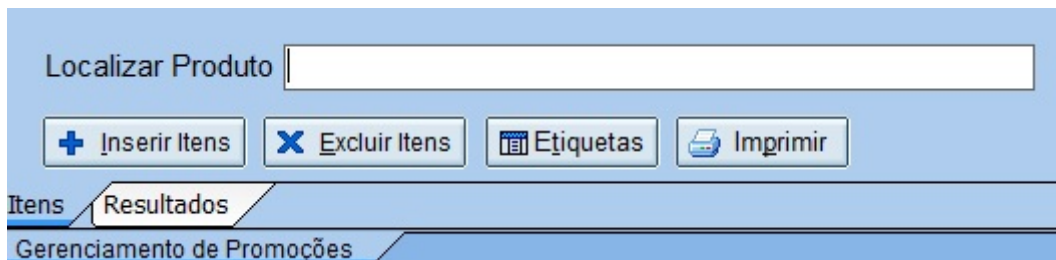 Localizar Produto
Inserir Itens Excluir Itens Etiquetas Imprimir
Itens Resultados
Gerenciamento de Promoções